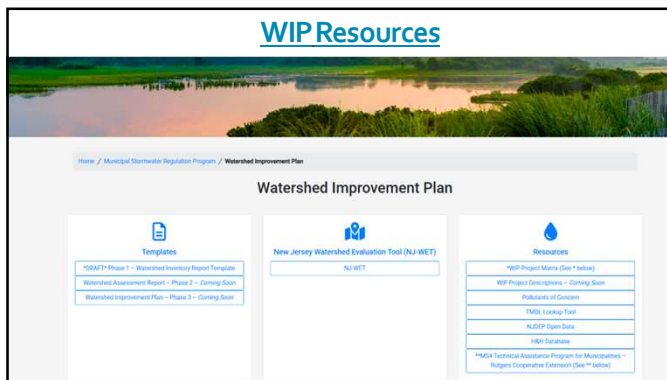 WIP Resources
Home / Municipal Stormwater Regulation Program / Watershed Improvement Plan
Watershed Improvement Plan
Templates
*DRAFT* Phase 1 – Watershed Inventory Report Template
Watershed Assessment Report – Phase 2 – Coming Soon
Watershed Improvement Plan – Phase 3 – Coming Soon
New Jersey Watershed Evaluation Tool (NJ-WET)
NJ-WET
Resources
*WIP Project Matrix (See * below)
WIP Project Descriptions – Coming Soon
Pollutants of Concern
TMDL Lookup Tool
NJDEP Open Data
H&H Database
**MS4 Technical Assistance Program for Municipalities –
Rutgers Cooperative Extension (See ** below)